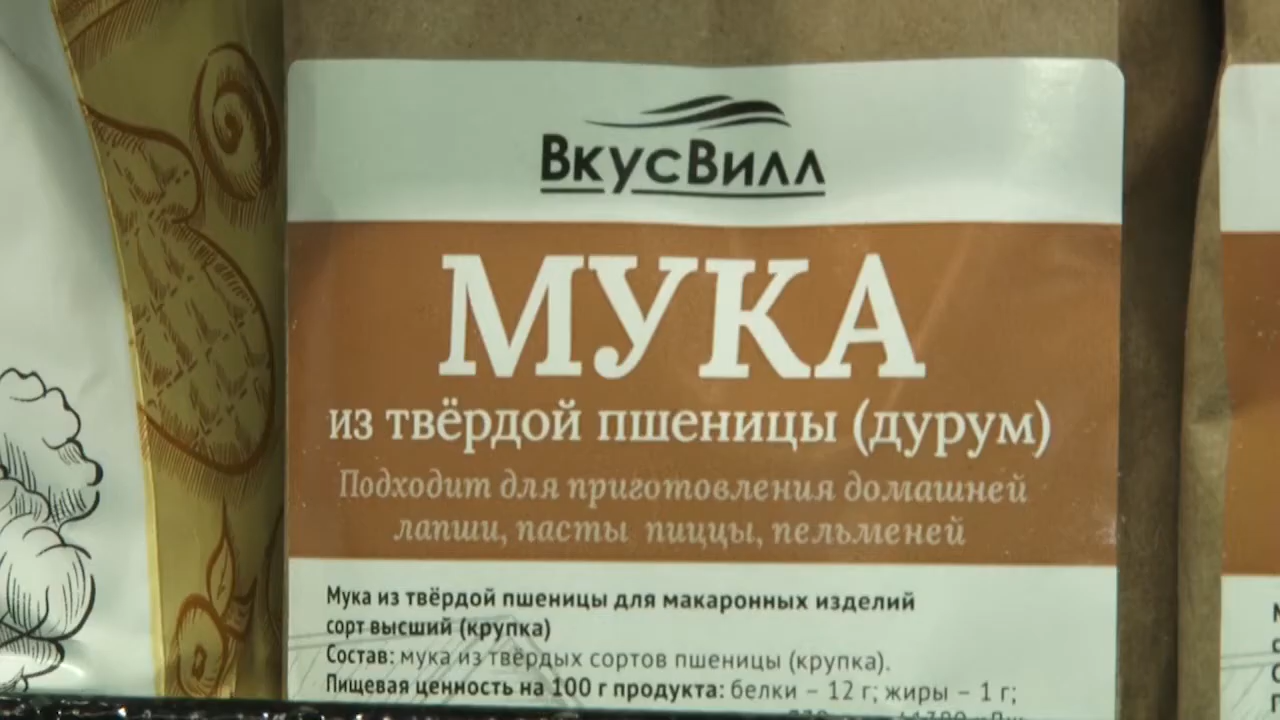 ВкусВилл
МУКА
из твёрдой пшеницы (дурум)
Подходит для приготовления домашней
лапши, пасты пиццы, пельменей
Мука из твёрдой пшеницы для макаронных изделий
сорт высший (крупка)
Состав: мука из твёрдых сортов пшеницы (крупка).
Пищевая ценность на 100 г продукта: белки – 12 г; жиры – 1 г;